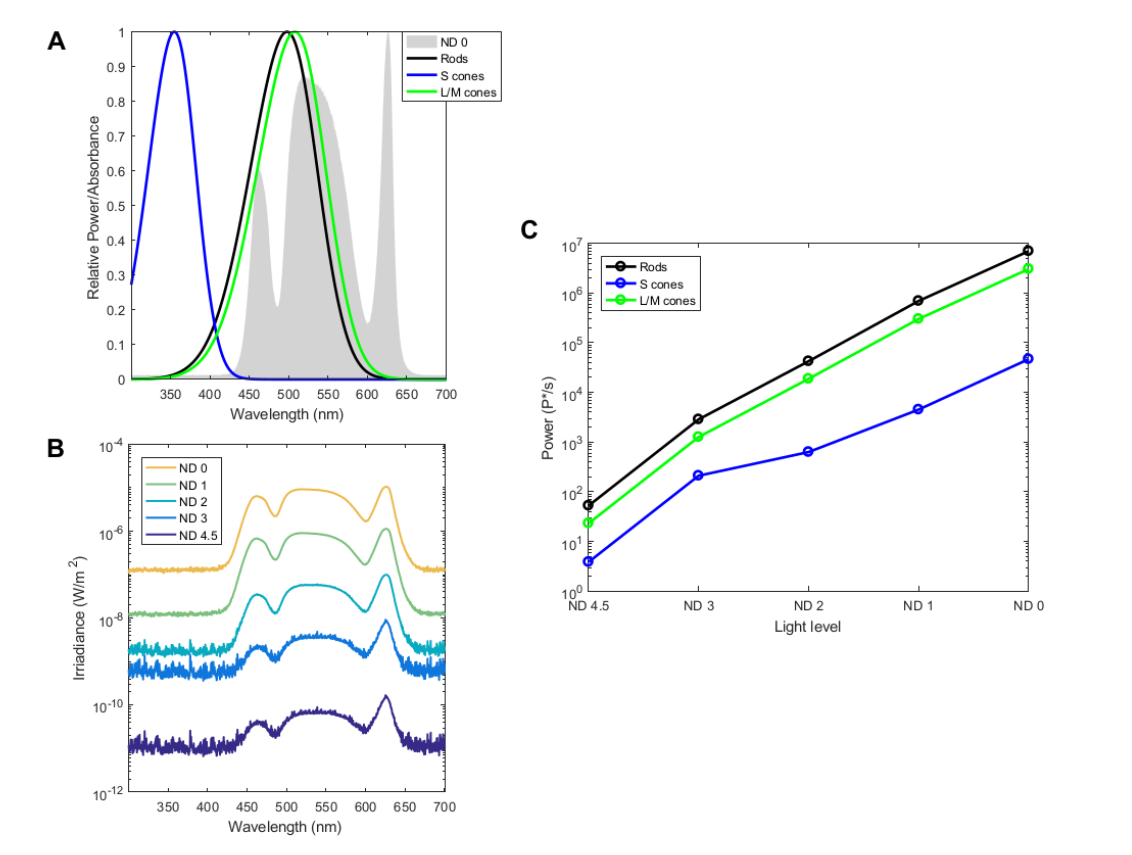 A
1
0.9
0.8
0.7
0.6
0.5
0.4
0.3
0.2
0.1
0
Relative Power/Absorbance
350 400 450 500 550 600 650 700
Wavelength (nm)
ND 0
Rods
S cones
L/M cones
B
10-4
10-6
10-8
10-10
10-12
Irriadiance (W/m 2)
ND 0
ND 1
ND 2
ND 3
ND 4.5
350 400 450 500 550 600 650 700
Wavelength (nm)
C
10 7
10 6
10 5
10 4
10 3
10 2
10 1
10 0
Power (P*/s)
Rods
S cones
L/M cones
ND 4.5 ND 3 ND 2 ND 1 ND 0
Light level